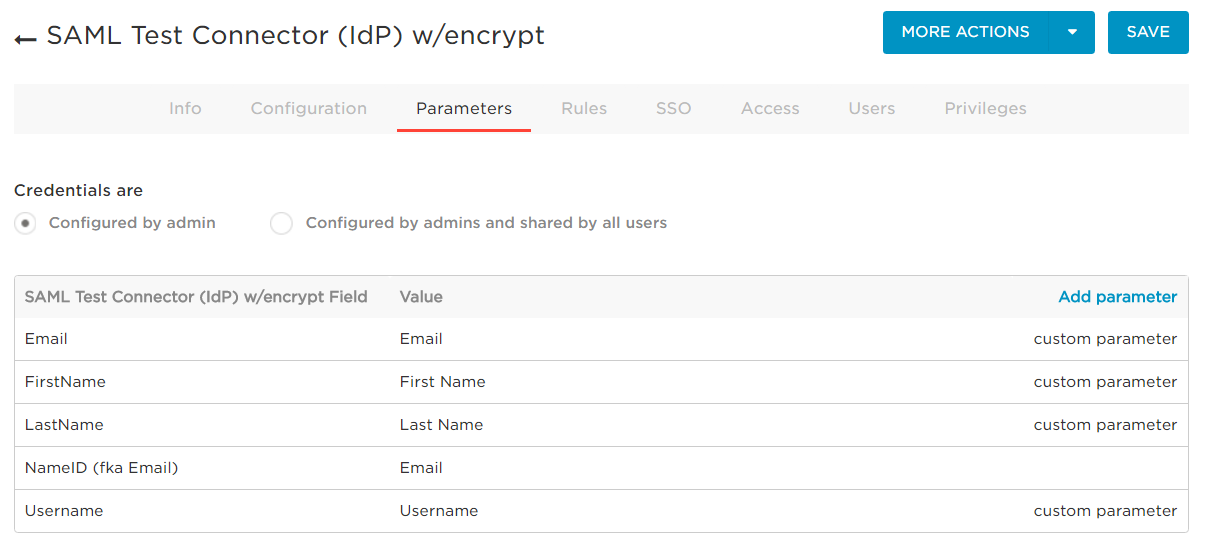 SAML Test Connector (IdP) w/encrypt
MORE ACTIONS
SAVE
Info Configuration Parameters Rules SSO Access Users Privileges
Credentials are
Configured by admin Configured by admins and shared by all users
SAML Test Connector (IdP) w/encrypt Field Value Add parameter
Email Email custom parameter
FirstName First Name custom parameter
LastName Last Name custom parameter
NameID (fka Email) Email
Username Username custom parameter